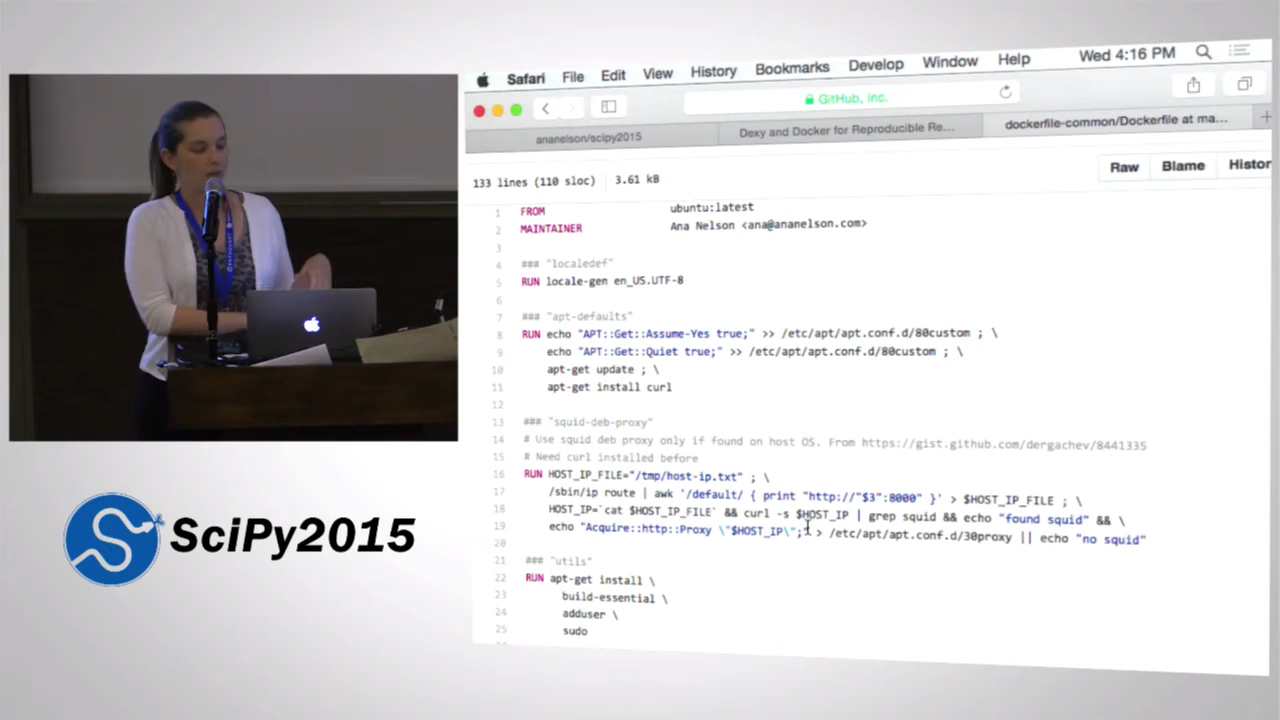 Safari File Edit View History Bookmarks Develop Window Help Wed 4:16 PM
GitHub, Inc.
ananelson/scipy2015 Dexy and Docker for Reproducible Re... dockerfile-common/Dockerfile at ma...
133 lines (110 sloc) 3.61 kB Raw Blame Histor
1 FROM ubuntu:latest
2 MAINTAINER Ana Nelson <ana@ananelson.com>
3
4 ### "localedef"
5 RUN locale-gen en_US.UTF-8
6
7 ### "apt-defaults"
8 RUN echo "APT::Get::Assume-Yes true;" >> /etc/apt/apt.conf.d/80custom ; \
9 echo "APT::Get::Quiet true;" >> /etc/apt/apt.conf.d/80custom ; \
10 apt-get update ; \
11 apt-get install curl
12
13 ### "squid-deb-proxy"
14 # Use squid deb proxy only if found on host OS. From https://gist.github.com/dergachev/8441335
15 # Need curl installed before
16 RUN HOST_IP_FILE="/tmp/host-ip.txt" ; \
17 /sbin/ip route | awk '/default/ { print "http://"$3":8000" }' > $HOST_IP_FILE ; \
18 HOST_IP=`cat $HOST_IP_FILE` && curl -s $HOST_IP | grep squid && echo "found squid" && \
19 echo "Acquire::http::Proxy \"$HOST_IP\";" > /etc/apt/apt.conf.d/30proxy || echo "no squid"
20
21 ### "utils"
22 RUN apt-get install \
23 build-essential \
24 adduser \
25 sudo
SciPy2015